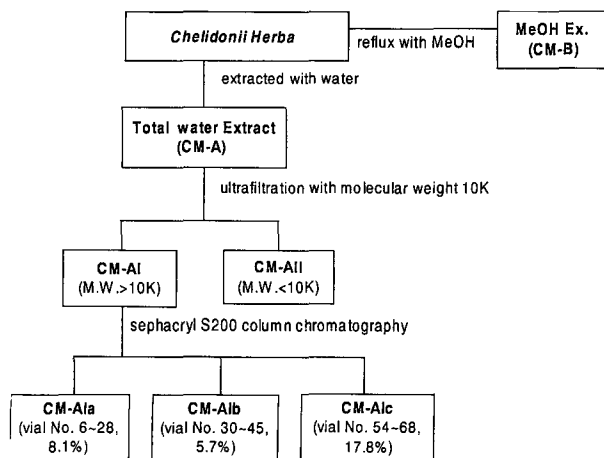 Chelidonii Herba
reflux with MeOH
MeOH Ex.
(CM-B)
extracted with water
Total water Extract
(CM-A)
ultrafiltration with molecular weight 10K
CM-AI
(M.W.>10K)
CM-AII
(M.W.<10K)
sephacryl S200 column chromatography
CM-AIa
(vial No. 6~28,
8.1%)
CM-AIb
(vial No. 30~45,
5.7%)
CM-AIc
(vial No. 54~68,
17.8%)